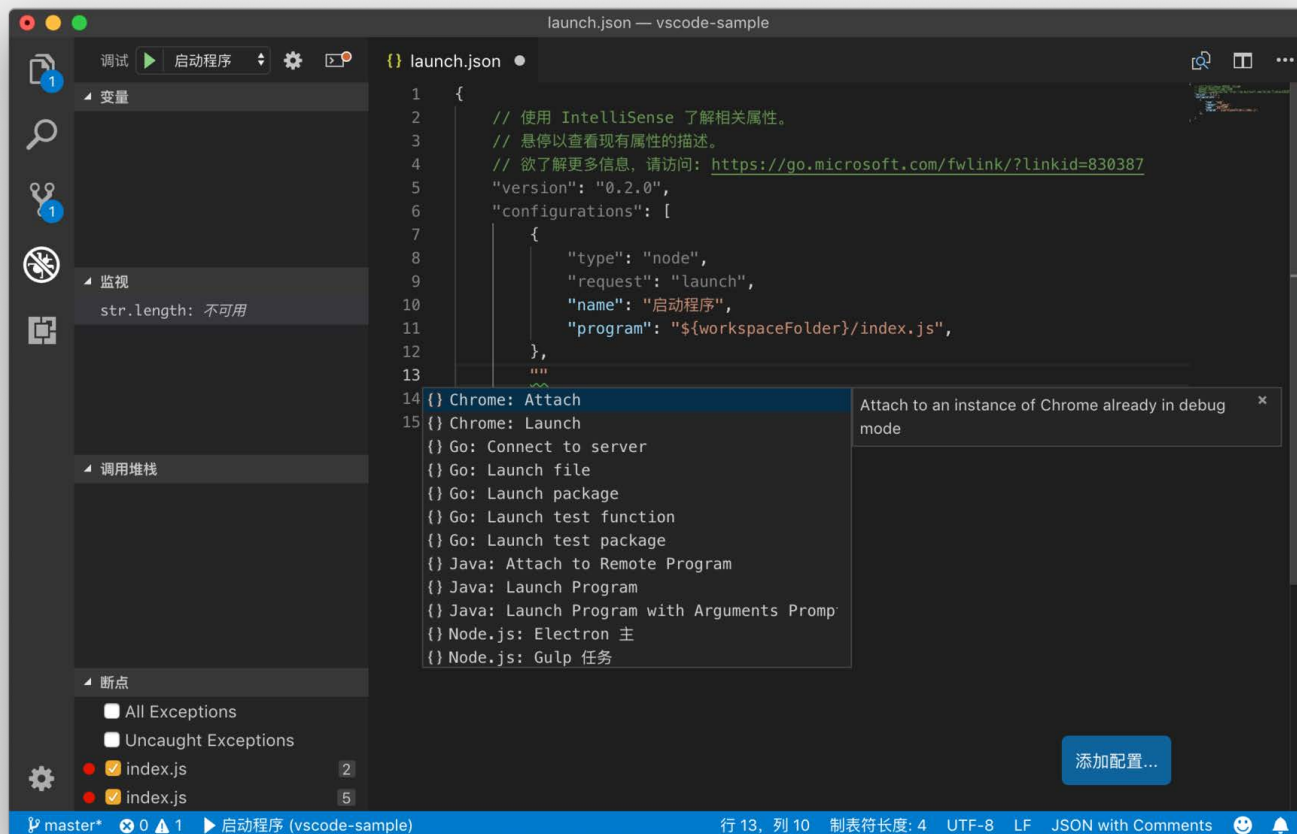 launch.json — vscode-sample
调试 启动程序
{} launch.json ●
1
1
变量
监视
str.length: 不可用
调用堆栈
断点
All Exceptions
Uncaught Exceptions
index.js 2
index.js 5
1 {
2 // 使用 IntelliSense 了解相关属性。
3 // 悬停以查看现有属性的描述。
4 // 欲了解更多信息，请访问: https://go.microsoft.com/fwlink/?linkid=830387
5 "version": "0.2.0",
6 "configurations": [
7 {
8 "type": "node",
9 "request": "launch",
10 "name": "启动程序",
11 "program": "${workspaceFolder}/index.js",
12 },
13 ""
14
15
{} Chrome: Attach
{} Chrome: Launch
{} Go: Connect to server
{} Go: Launch file
{} Go: Launch package
{} Go: Launch test function
{} Go: Launch test package
{} Java: Attach to Remote Program
{} Java: Launch Program
{} Java: Launch Program with Arguments Promp
{} Node.js: Electron 主
{} Node.js: Gulp 任务
Attach to an instance of Chrome already in debug
mode
添加配置...
master* 0 1 启动程序 (vscode-sample) 行 13，列 10 制表符长度: 4 UTF-8 LF JSON with Comments